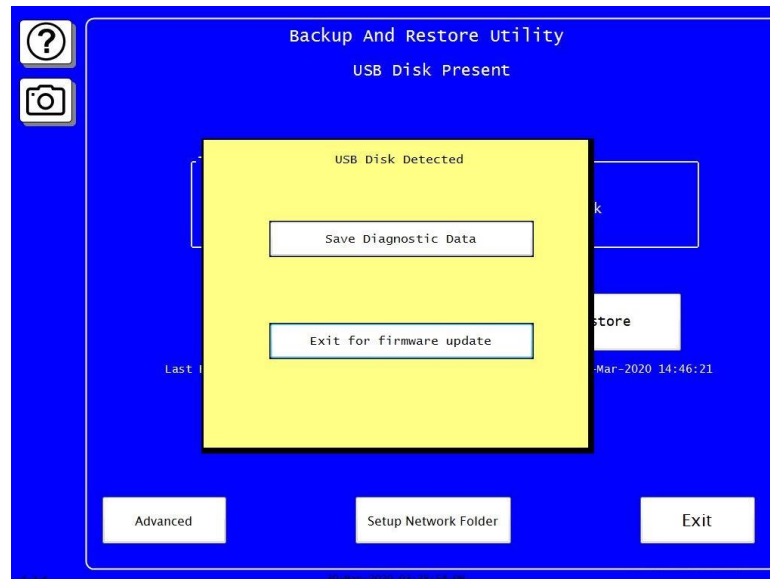 ?
Backup And Restore Utility
USB Disk Present
USB Disk Detected
k
Save Diagnostic Data
store
Exit for firmware update
Last
-Mar-2020 14:46:21
Advanced
Setup Network Folder
Exit